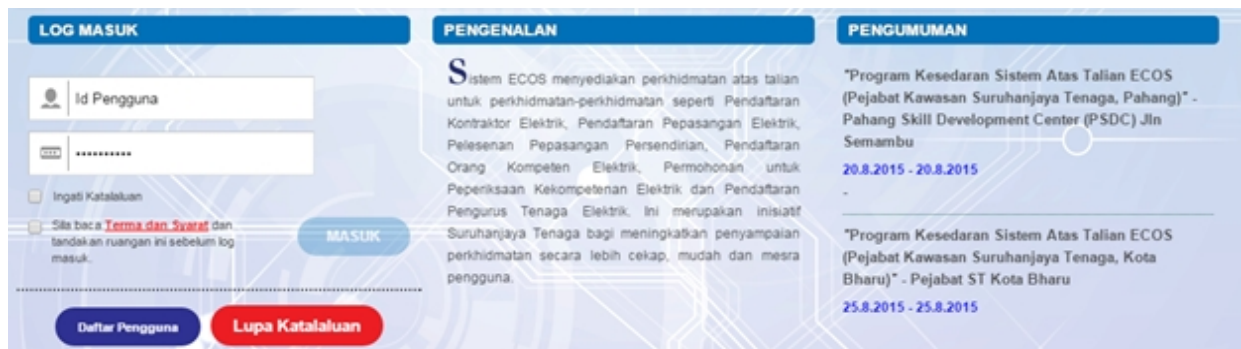 LOG MASUK
Id Pengguna
Ingati Katalaluan
Sila baca Terma dan Syarat dan
tandakan ruangan ini sebelum log
masuk.
MASUK
Daftar Pengguna
Lupa Katalaluan
PENGENALAN
Sistem ECOS menyediakan perkhidmatan atas talian
untuk perkhidmatan-perkhidmatan seperti Pendaftaran
Kontraktor Elektrik, Pendaftaran Pepasangan Elektrik,
Pelesenan Pepasangan Persendirian, Pendaftaran
Orang Kompeten Elektrik, Permohonan untuk
Peperiksaan Kekompetenan Elektrik dan Pendaftaran
Pengurus Tenaga Elektrik. Ini merupakan inisiatif
Suruhanjaya Tenaga bagi meningkatkan penyampaian
perkhidmatan secara lebih cekap, mudah dan mesra
pengguna.
PENGUMUMAN
"Program Kesedaran Sistem Atas Talian ECOS
(Pejabat Kawasan Suruhanjaya Tenaga, Pahang)" -
Pahang Skill Development Center (PSDC) Jln
Semambu
20.8.2015 - 20.8.2015
-
"Program Kesedaran Sistem Atas Talian ECOS
(Pejabat Kawasan Suruhanjaya Tenaga, Kota
Bharu)" - Pejabat ST Kota Bharu
25.8.2015 - 25.8.2015